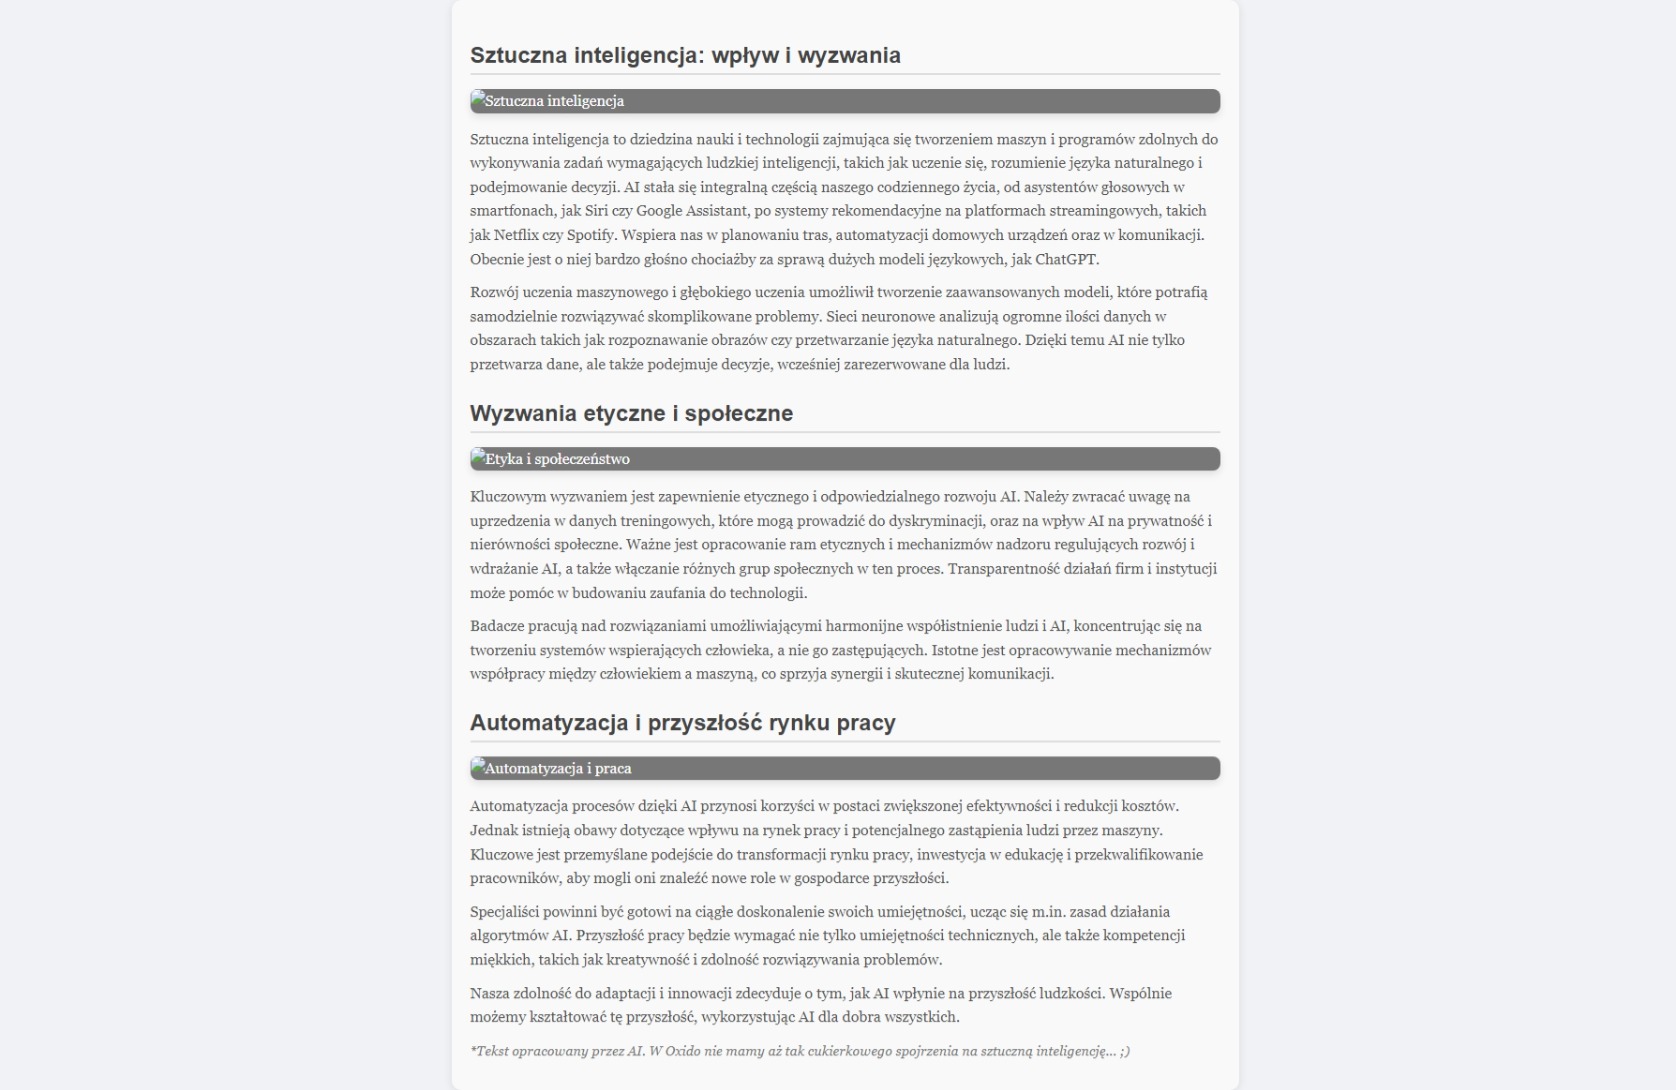 Sztuczna inteligencja: wpływ i wyzwania
Sztuczna inteligencja
Sztuczna inteligencja to dziedzina nauki i technologii zajmująca się tworzeniem maszyn i programów zdolnych do
wykonywania zadań wymagających ludzkiej inteligencji, takich jak uczenie się, rozumienie języka naturalnego i
podejmowanie decyzji. AI stała się integralną częścią naszego codziennego życia, od asystentów głosowych w
smartfonach, jak Siri czy Google Assistant, po systemy rekomendacyjne na platformach streamingowych, takich
jak Netflix czy Spotify. Wspiera nas w planowaniu tras, automatyzacji domowych urządzeń oraz w komunikacji.
Obecnie jest o niej bardzo głośno chociażby za sprawą dużych modeli językowych, jak ChatGPT.
Rozwój uczenia maszynowego i głębokiego uczenia umożliwił tworzenie zaawansowanych modeli, które potrafią
samodzielnie rozwiązywać skomplikowane problemy. Sieci neuronowe analizują ogromne ilości danych w
obszarach takich jak rozpoznawanie obrazów czy przetwarzanie języka naturalnego. Dzięki temu AI nie tylko
przetwarza dane, ale także podejmuje decyzje, wcześniej zarezerwowane dla ludzi.
Wyzwania etyczne i społeczne
Etyka i społeczeństwo
Kluczowym wyzwaniem jest zapewnienie etycznego i odpowiedzialnego rozwoju AI. Należy zwracać uwagę na
uprzedzenia w danych treningowych, które mogą prowadzić do dyskryminacji, oraz na wpływ AI na prywatność i
nierówności społeczne. Ważne jest opracowanie ram etycznych i mechanizmów nadzoru regulujących rozwój i
wdrażanie AI, a także włączanie różnych grup społecznych w ten proces. Transparentność działań firm i instytucji
może pomóc w budowaniu zaufania do technologii.
Badacze pracują nad rozwiązaniami umożliwiającymi harmonijne współistnienie ludzi i AI, koncentrując się na
tworzeniu systemów wspierających człowieka, a nie go zastępujących. Istotne jest opracowywanie mechanizmów
współpracy między człowiekiem a maszyną, co sprzyja synergii i skutecznej komunikacji.
Automatyzacja i przyszłość rynku pracy
Automatyzacja i praca
Automatyzacja procesów dzięki AI przynosi korzyści w postaci zwiększonej efektywności i redukcji kosztów.
Jednak istnieją obawy dotyczące wpływu na rynek pracy i potencjalnego zastąpienia ludzi przez maszyny.
Kluczowe jest przemyślane podejście do transformacji rynku pracy, inwestycja w edukację i przekwalifikowanie
pracowników, aby mogli oni znaleźć nowe role w gospodarce przyszłości.
Specjaliści powinni być gotowi na ciągłe doskonalenie swoich umiejętności, ucząc się m.in. zasad działania
algorytmów AI. Przyszłość pracy będzie wymagać nie tylko umiejętności technicznych, ale także kompetencji
miękkich, takich jak kreatywność i zdolność rozwiązywania problemów.
Nasza zdolność do adaptacji i innowacji zdecyduje o tym, jak AI wpłynie na przyszłość ludzkości. Wspólnie
możemy kształtować tę przyszłość, wykorzystując AI dla dobra wszystkich.
*Tekst opracowany przez AI. W Oxido nie mamy aż tak cukierkowego spojrzenia na sztuczną inteligencję... ;)